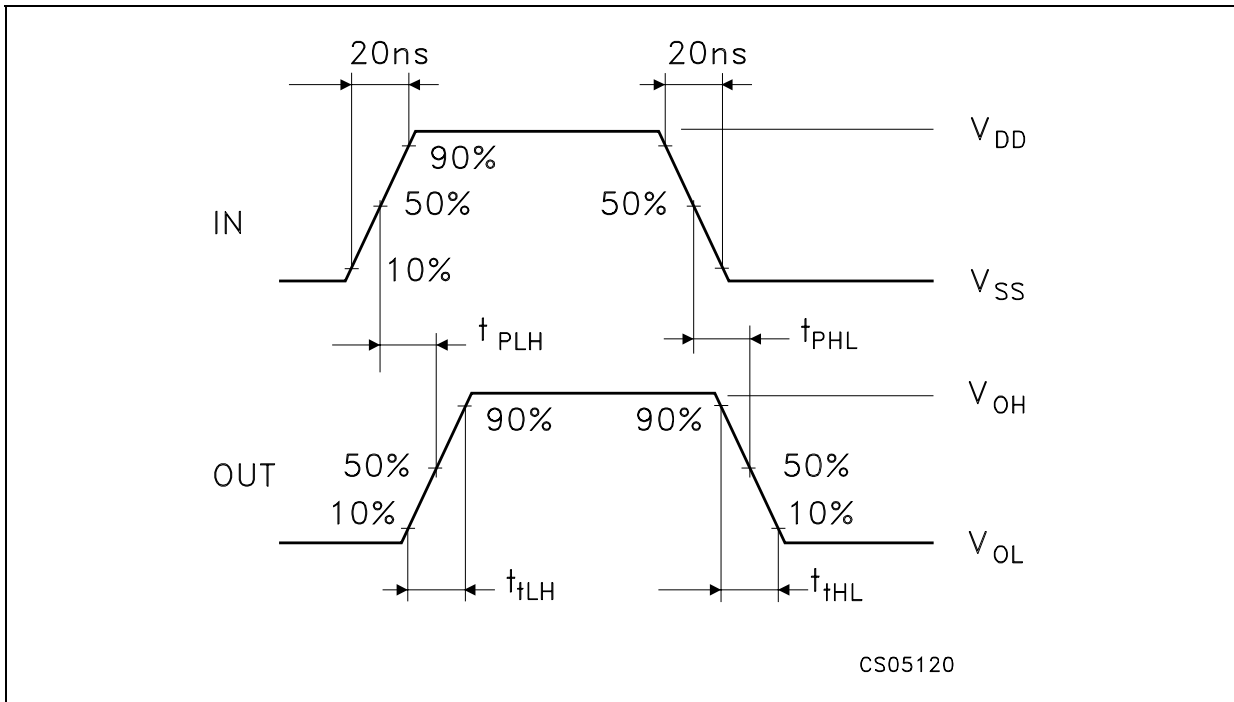 20ns 20ns
V DD
90%
50% 50%
IN
10%
V SS
t PLH t PHL
V OH
90% 90%
50% 50%
OUT
10% 10%
V OL
t tLH t tHL
CS05120